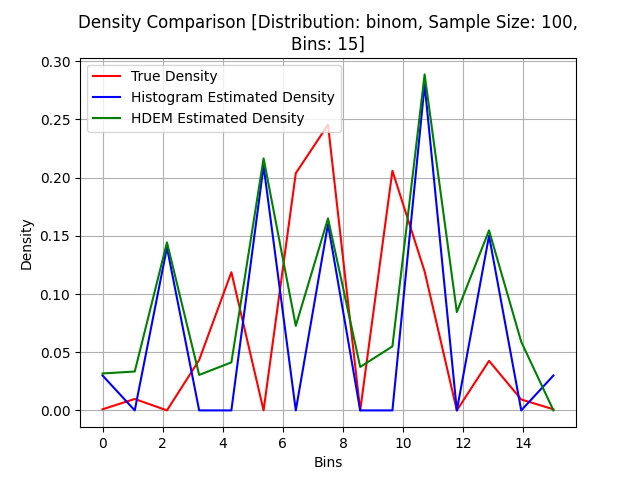 Density Comparison [Distribution: binom, Sample Size: 100,
Bins: 15]
True Density
Histogram Estimated Density
HDEM Estimated Density
Density
0.30
0.25
0.20
0.15
0.10
0.05
0.00
0 2 4 6 8 10 12 14
Bins